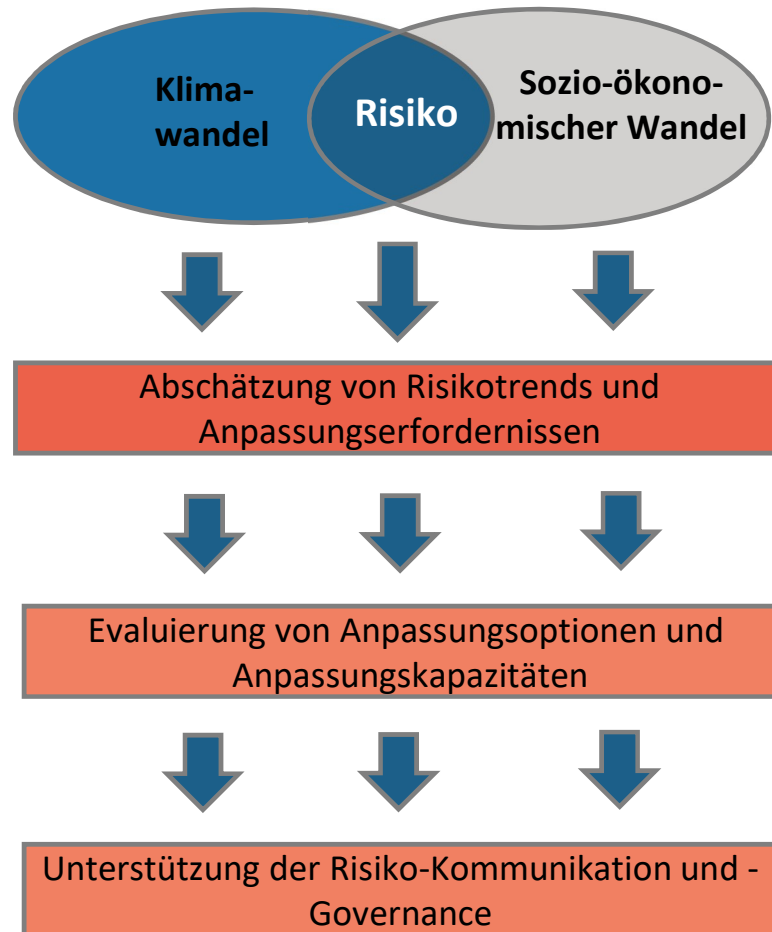 Klima-
wandel
Risiko
Sozio-ökono-
mischer Wandel
Abschätzung von Risikotrends und
Anpassungserfordernissen
Evaluierung von Anpassungsoptionen und
Anpassungskapazitäten
Unterstützung der Risiko-Kommunikation und -
Governance